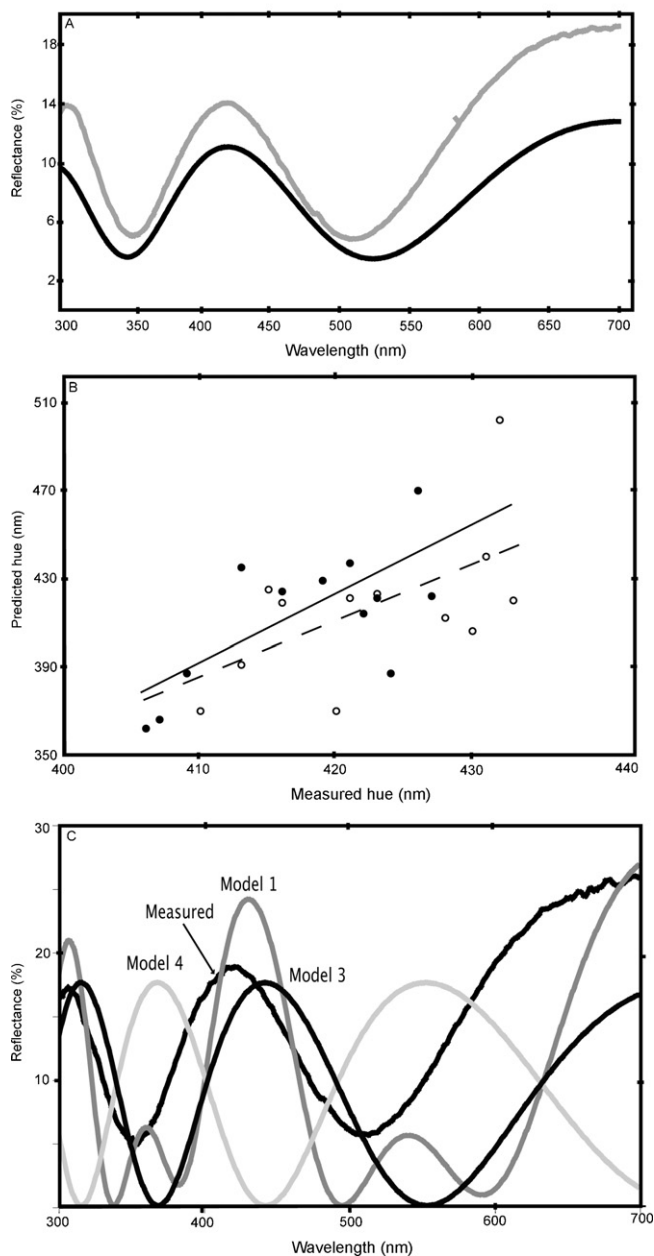 A
18
14
10
6
2
Reflectance (%)
300 350 400 450 500 550 600 650 700
Wavelength (nm)
B
510
470
430
390
350
Predicted hue (nm)
400 410 420 430 440
Measured hue (nm)
C
30
20
10
Reflectance (%)
Model 1
Measured
Model 4
Model 3
300 400 500 600 700
Wavelength (nm)